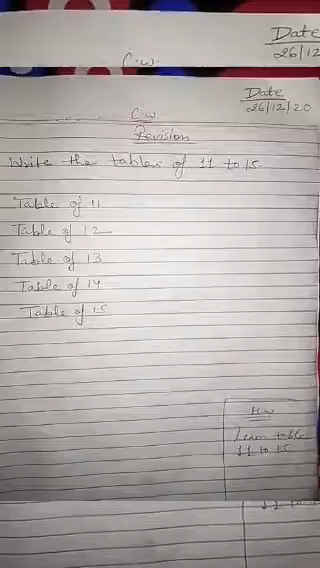 Date
26/12
C.W.
Date
26/12/20
C.W
Revision
Write the tables of 11 to 15
Table of 11
Table of 12
Table of 13
Table of 14
Table of 15
H.W
Learn table
11 to 15